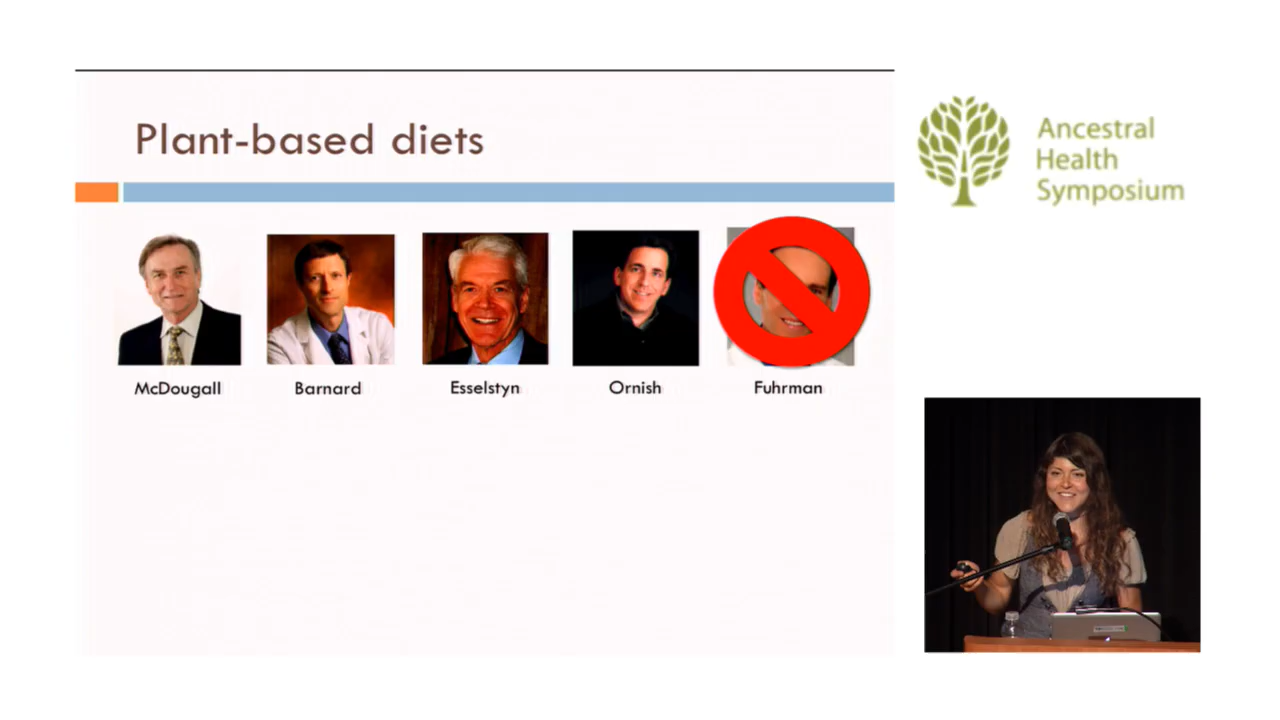 Plant-based diets
McDougall
Barnard
Esselstyn
Ornish
Fuhrman
Ancestral
Health
Symposium